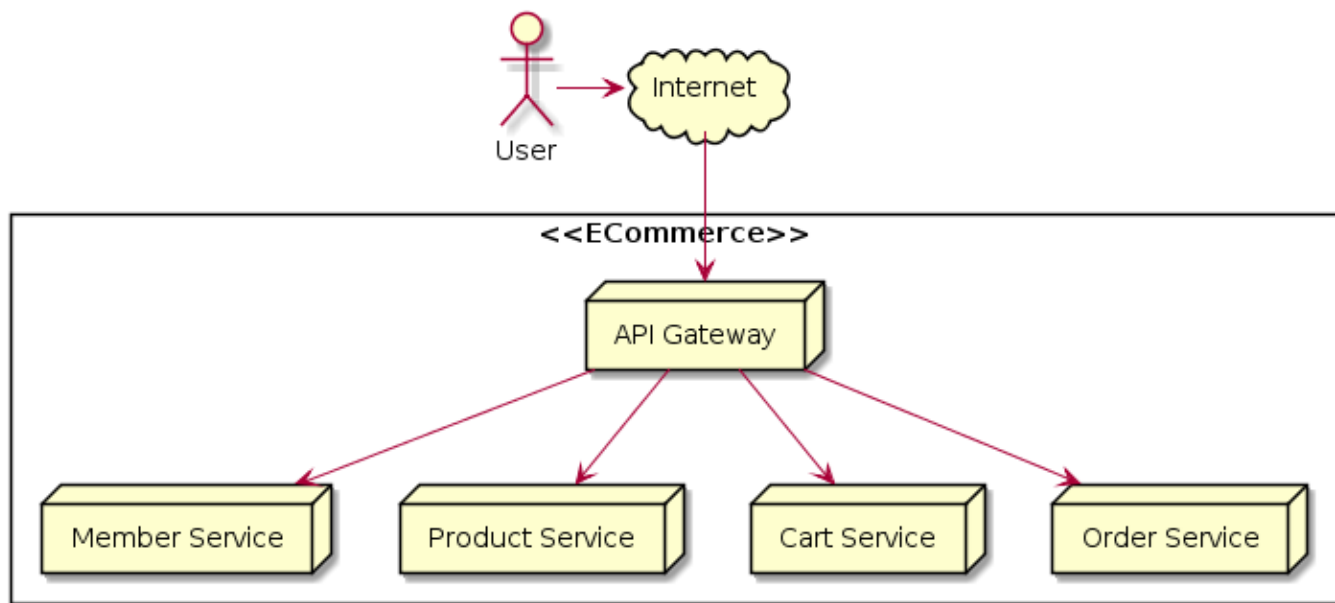 Internet
User
<<ECommerce>>
API Gateway
Member Service
Product Service
Cart Service
Order Service